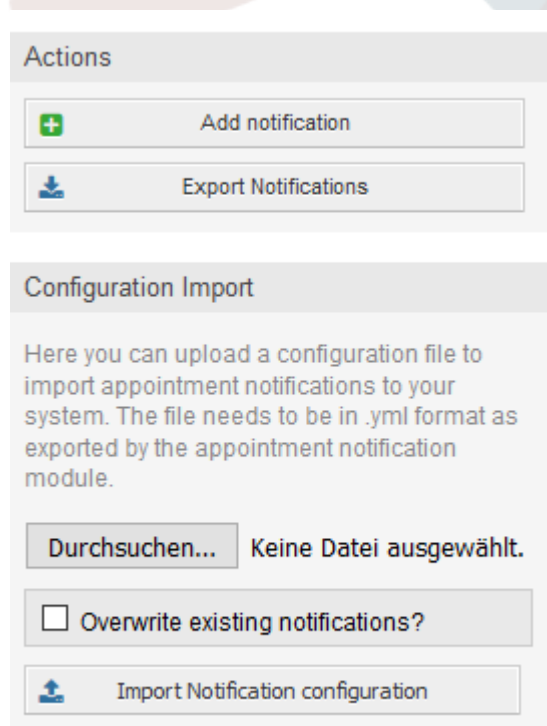 Actions
Add notification
Export Notifications
Configuration Import
Here you can upload a configuration file to
import appointment notifications to your
system. The file needs to be in .yml format as
exported by the appointment notification
module.
Durchsuchen... Keine Datei ausgewählt.
Overwrite existing notifications?
Import Notification configuration